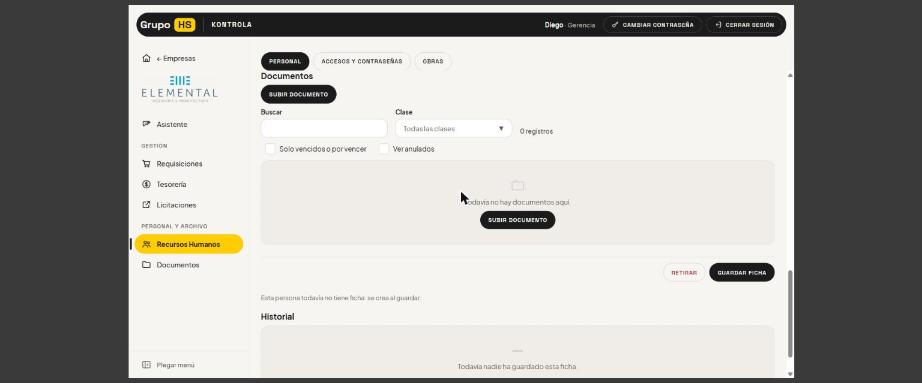 Grupo HS KONTROLA
Diego · Gerencia CAMBIAR CONTRASEÑA CERRAR SESIÓN
← Empresas
ELEMENTAL
Asistente
GESTIÓN
Requisiciones
Tesorería
Licitaciones
PERSONAL Y ARCHIVO
Recursos Humanos
Documentos
Plegar menú
PERSONAL ACCESOS Y CONTRASEÑAS OBRAS
Documentos
SUBIR DOCUMENTO
Buscar Clase
Todas las clases ▼ 0 registros
Solo vencidos o por vencer Ver anulados
Todavía no hay documentos aquí.
SUBIR DOCUMENTO
RETIRAR GUARDAR FICHA
Esta persona todavía no tiene ficha: se crea al guardar.
Historial
Todavía nadie ha guardado esta ficha.